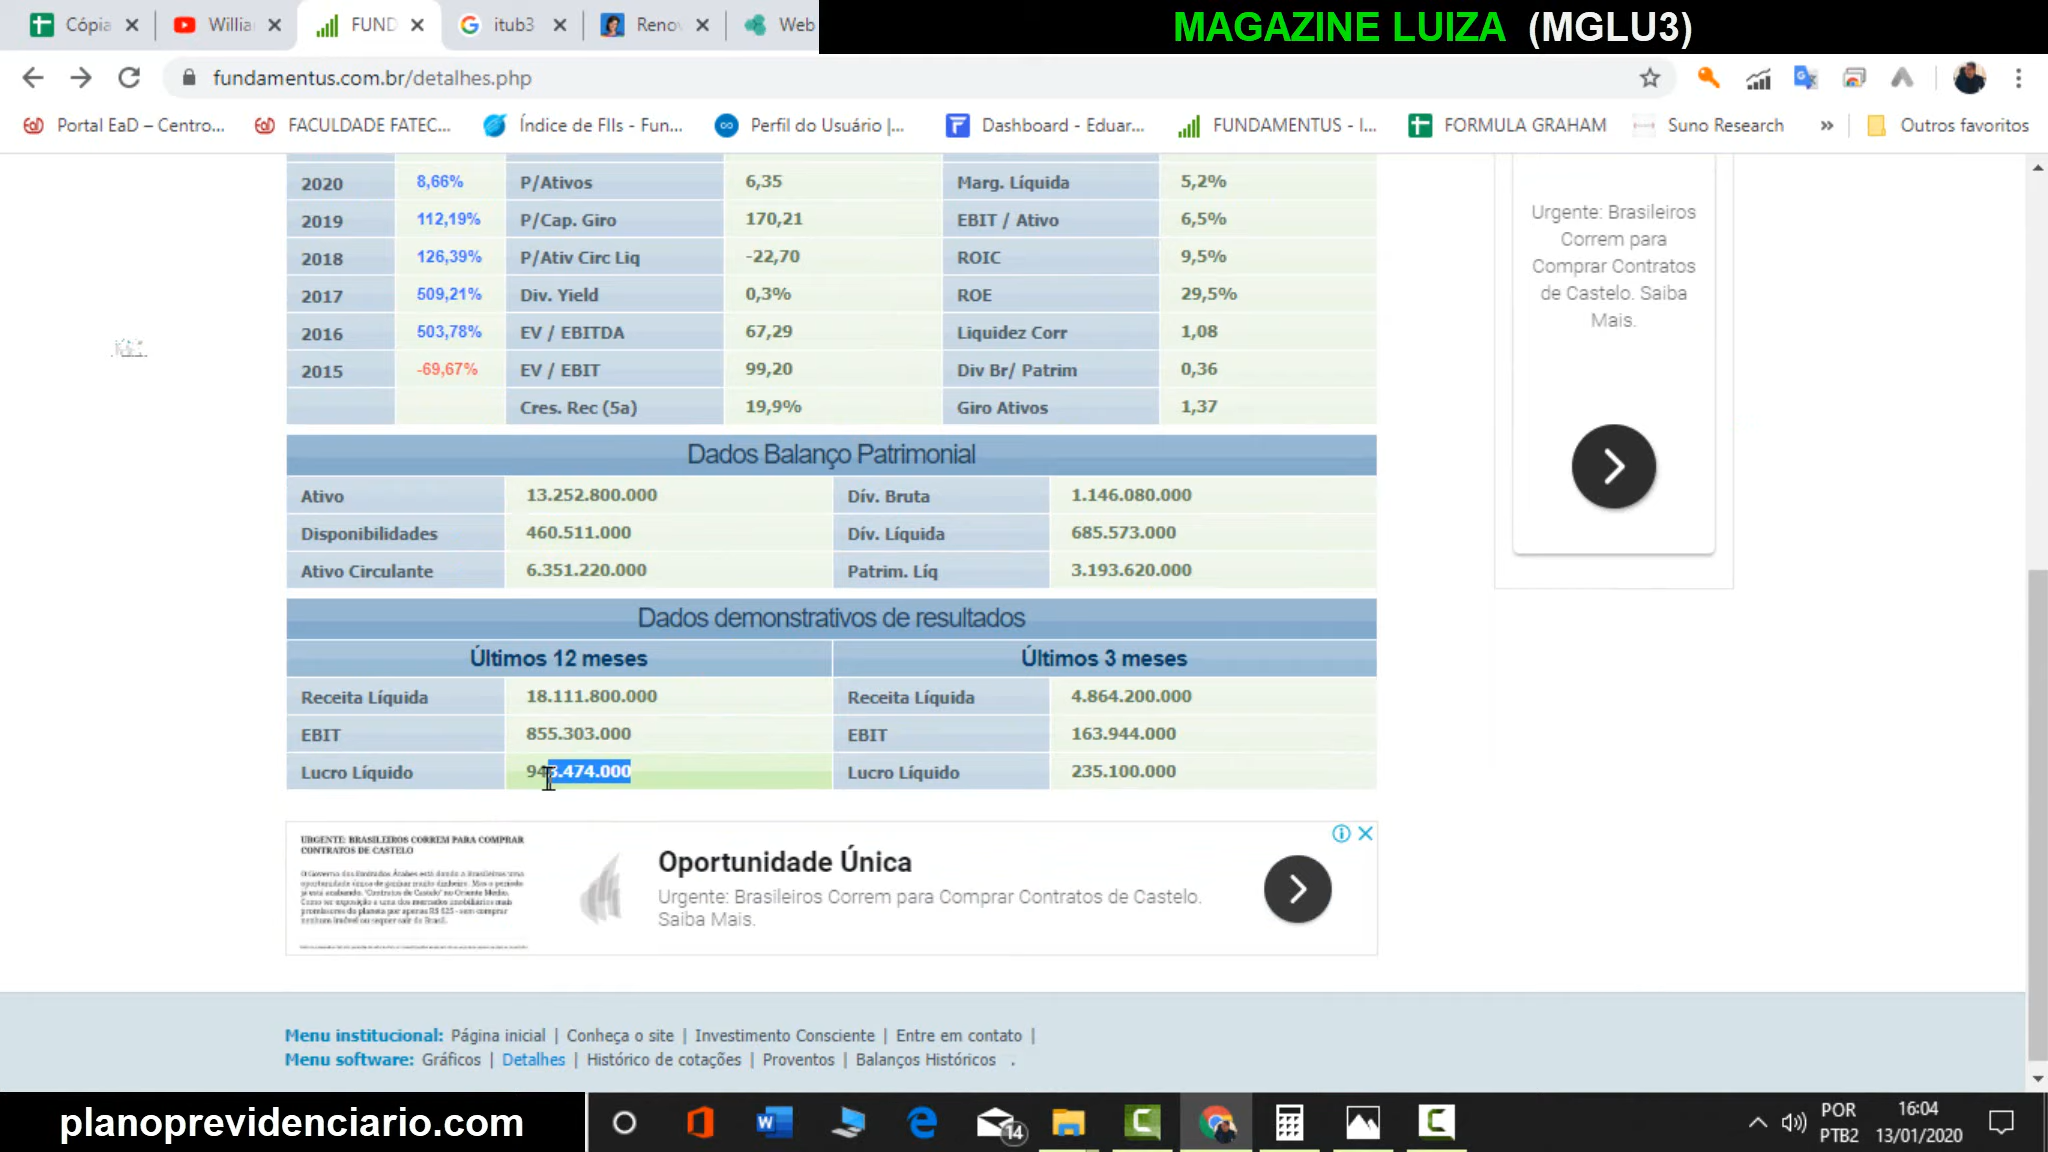 Cópia
Willia
FUND
itub3
Renov
Web
MAGAZINE LUIZA (MGLU3)
fundamentus.com.br/detalhes.php
Portal EaD – Centro...
FACULDADE FATEC...
Índice de FIIs - Fun...
Perfil do Usuário |...
Dashboard - Eduar...
FUNDAMENTUS - I...
FORMULA GRAHAM
Suno Research
»
Outros favoritos
2020 8,66% P/Ativos 6,35 Marg. Líquida 5,2%
2019 112,19% P/Cap. Giro 170,21 EBIT / Ativo 6,5%
2018 126,39% P/Ativ Circ Liq -22,70 ROIC 9,5%
2017 509,21% Div. Yield 0,3% ROE 29,5%
2016 503,78% EV / EBITDA 67,29 Liquidez Corr 1,08
2015 -69,67% EV / EBIT 99,20 Div Br/ Patrim 0,36
Cres. Rec (5a) 19,9% Giro Ativos 1,37
Dados Balanço Patrimonial
Ativo 13.252.800.000 Dív. Bruta 1.146.080.000
Disponibilidades 460.511.000 Dív. Líquida 685.573.000
Ativo Circulante 6.351.220.000 Patrim. Líq 3.193.620.000
Dados demonstrativos de resultados
Últimos 12 meses Últimos 3 meses
Receita Líquida 18.111.800.000 Receita Líquida 4.864.200.000
EBIT 855.303.000 EBIT 163.944.000
Lucro Líquido Lucro Líquido 235.100.000
Urgente: Brasileiros
Correm para
Comprar Contratos
de Castelo. Saiba
Mais.
URGENTE: BRASILEIROS CORREM PARA COMPRAR
CONTRATOS DE CASTELO
Oportunidade Única
Urgente: Brasileiros Correm para Comprar Contratos de Castelo.
Saiba Mais.
Menu institucional: Página inicial | Conheça o site | Investimento Consciente | Entre em contato |
Menu software: Gráficos | Detalhes | Histórico de cotações | Proventos | Balanços Históricos .
planoprevidenciario.com
14
POR
PTB2
16:04
13/01/2020